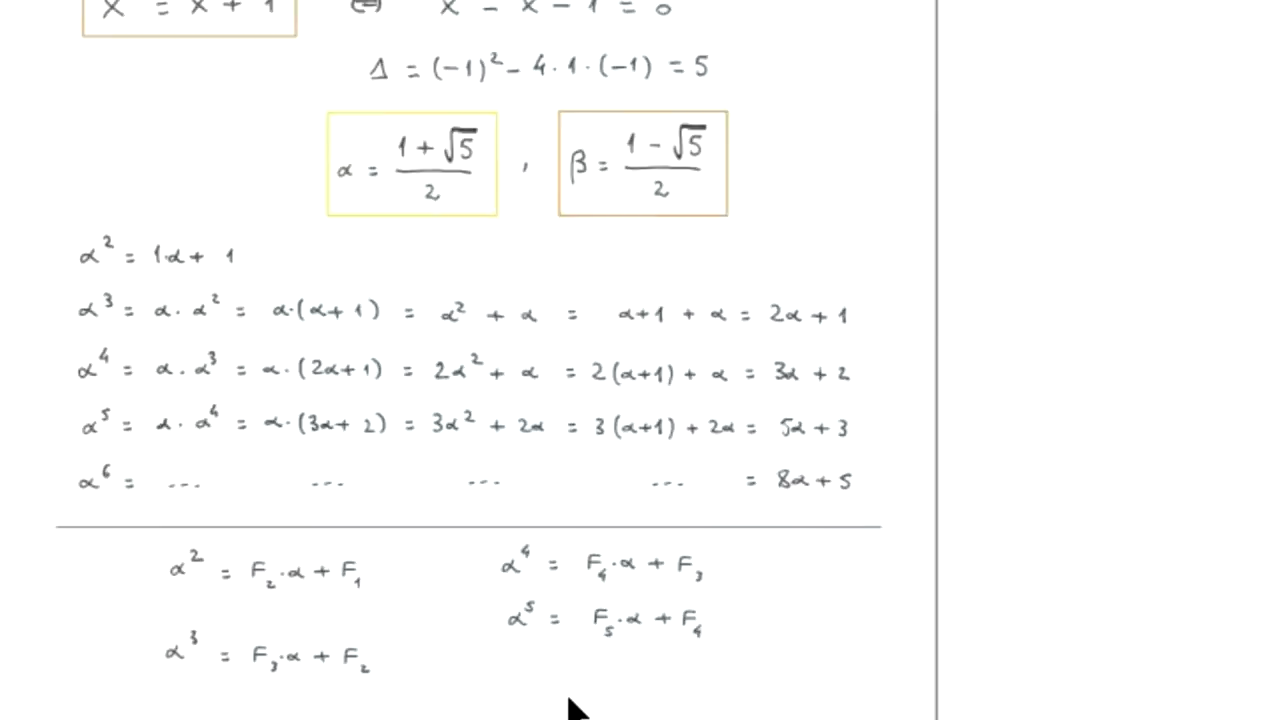 x = x + 1 (=) x - x - 1 = 0
Δ = (-1)² - 4·1·(-1) = 5
α = (1 + √5)/2 , β = (1 - √5)/2
α² = 1·α + 1
α³ = α · α² = α·(α + 1) = α² + α = α+1 + α = 2α + 1
α⁴ = α · α³ = α·(2α+1) = 2α² + α = 2(α+1) + α = 3α + 2
α⁵ = α · α⁴ = α·(3α+ 2) = 3α² + 2α = 3(α+1) + 2α = 5α + 3
α⁶ = ... ... ... ... = 8α + 5
α² = F₂·α + F₁
α³ = F₃·α + F₂
α⁴ = F₄·α + F₃
α⁵ = F₅·α + F₄